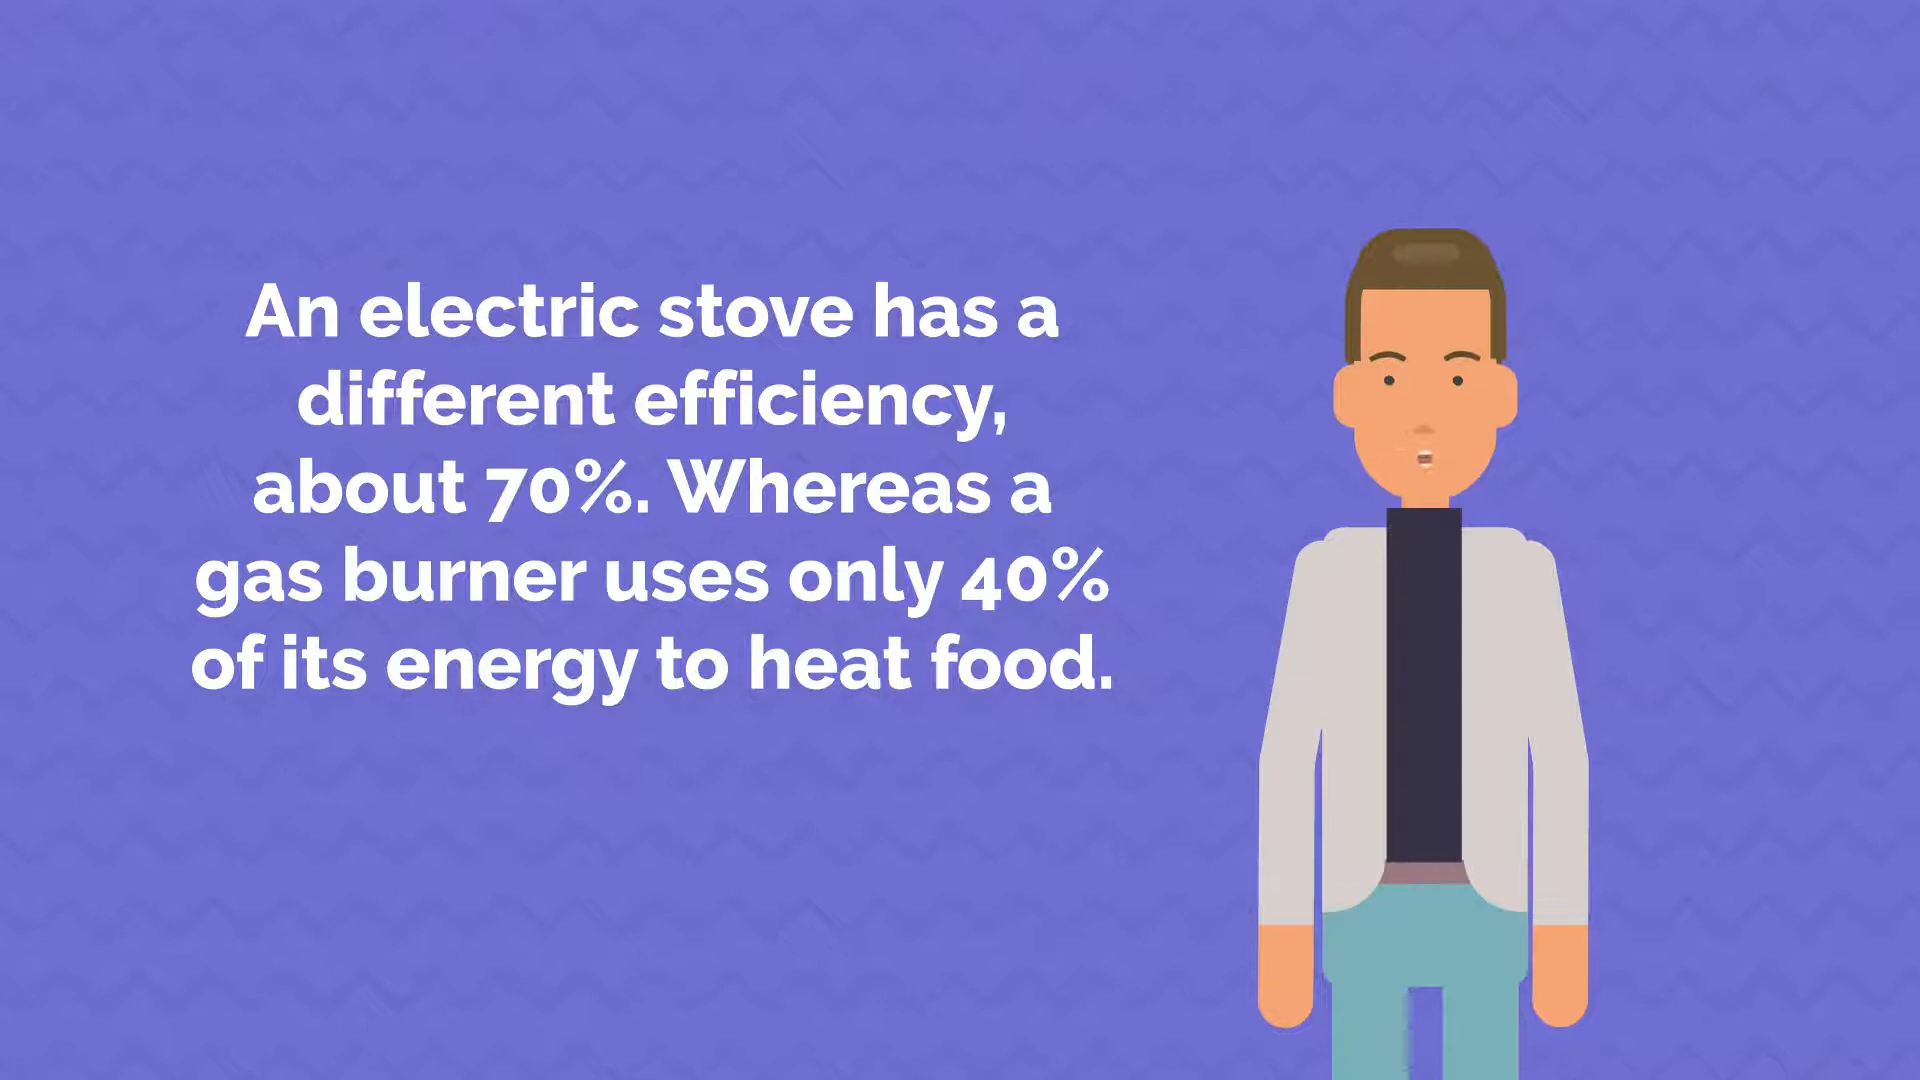 An electric stove has a
different efficiency,
about 70%. Whereas a
gas burner uses only 40%
of its energy to heat food.